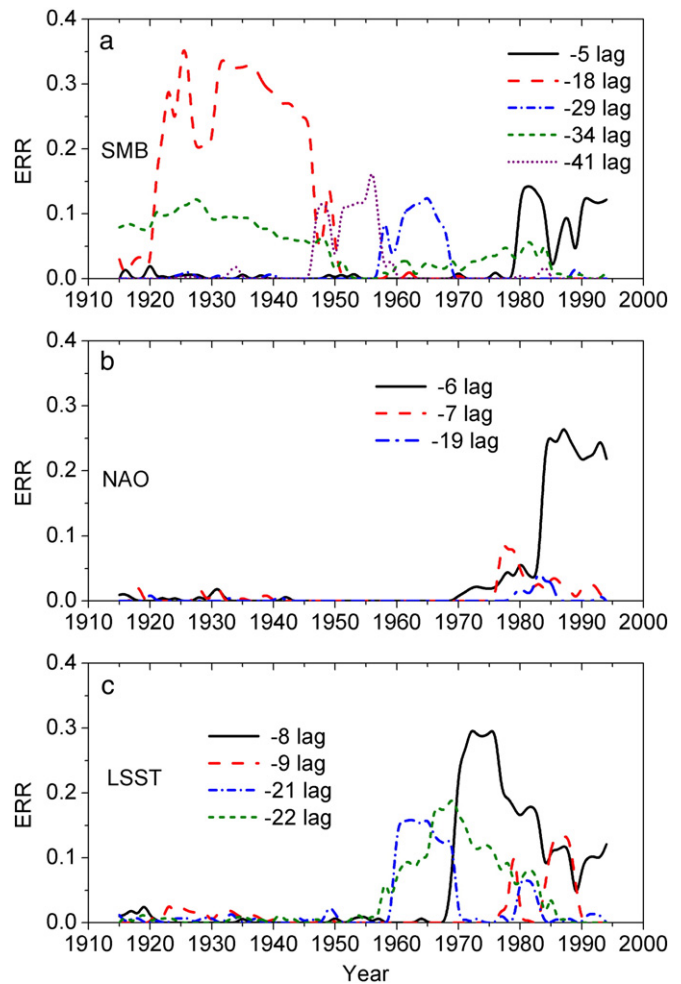 a
SMB
ERR
-5 lag
-18 lag
-29 lag
-34 lag
-41 lag
0.4
0.3
0.2
0.1
0.0
1910 1920 1930 1940 1950 1960 1970 1980 1990 2000
b
NAO
ERR
-6 lag
-7 lag
-19 lag
0.4
0.3
0.2
0.1
0.0
1910 1920 1930 1940 1950 1960 1970 1980 1990 2000
c
LSST
ERR
-8 lag
-9 lag
-21 lag
-22 lag
0.4
0.3
0.2
0.1
0.0
1910 1920 1930 1940 1950 1960 1970 1980 1990 2000
Year